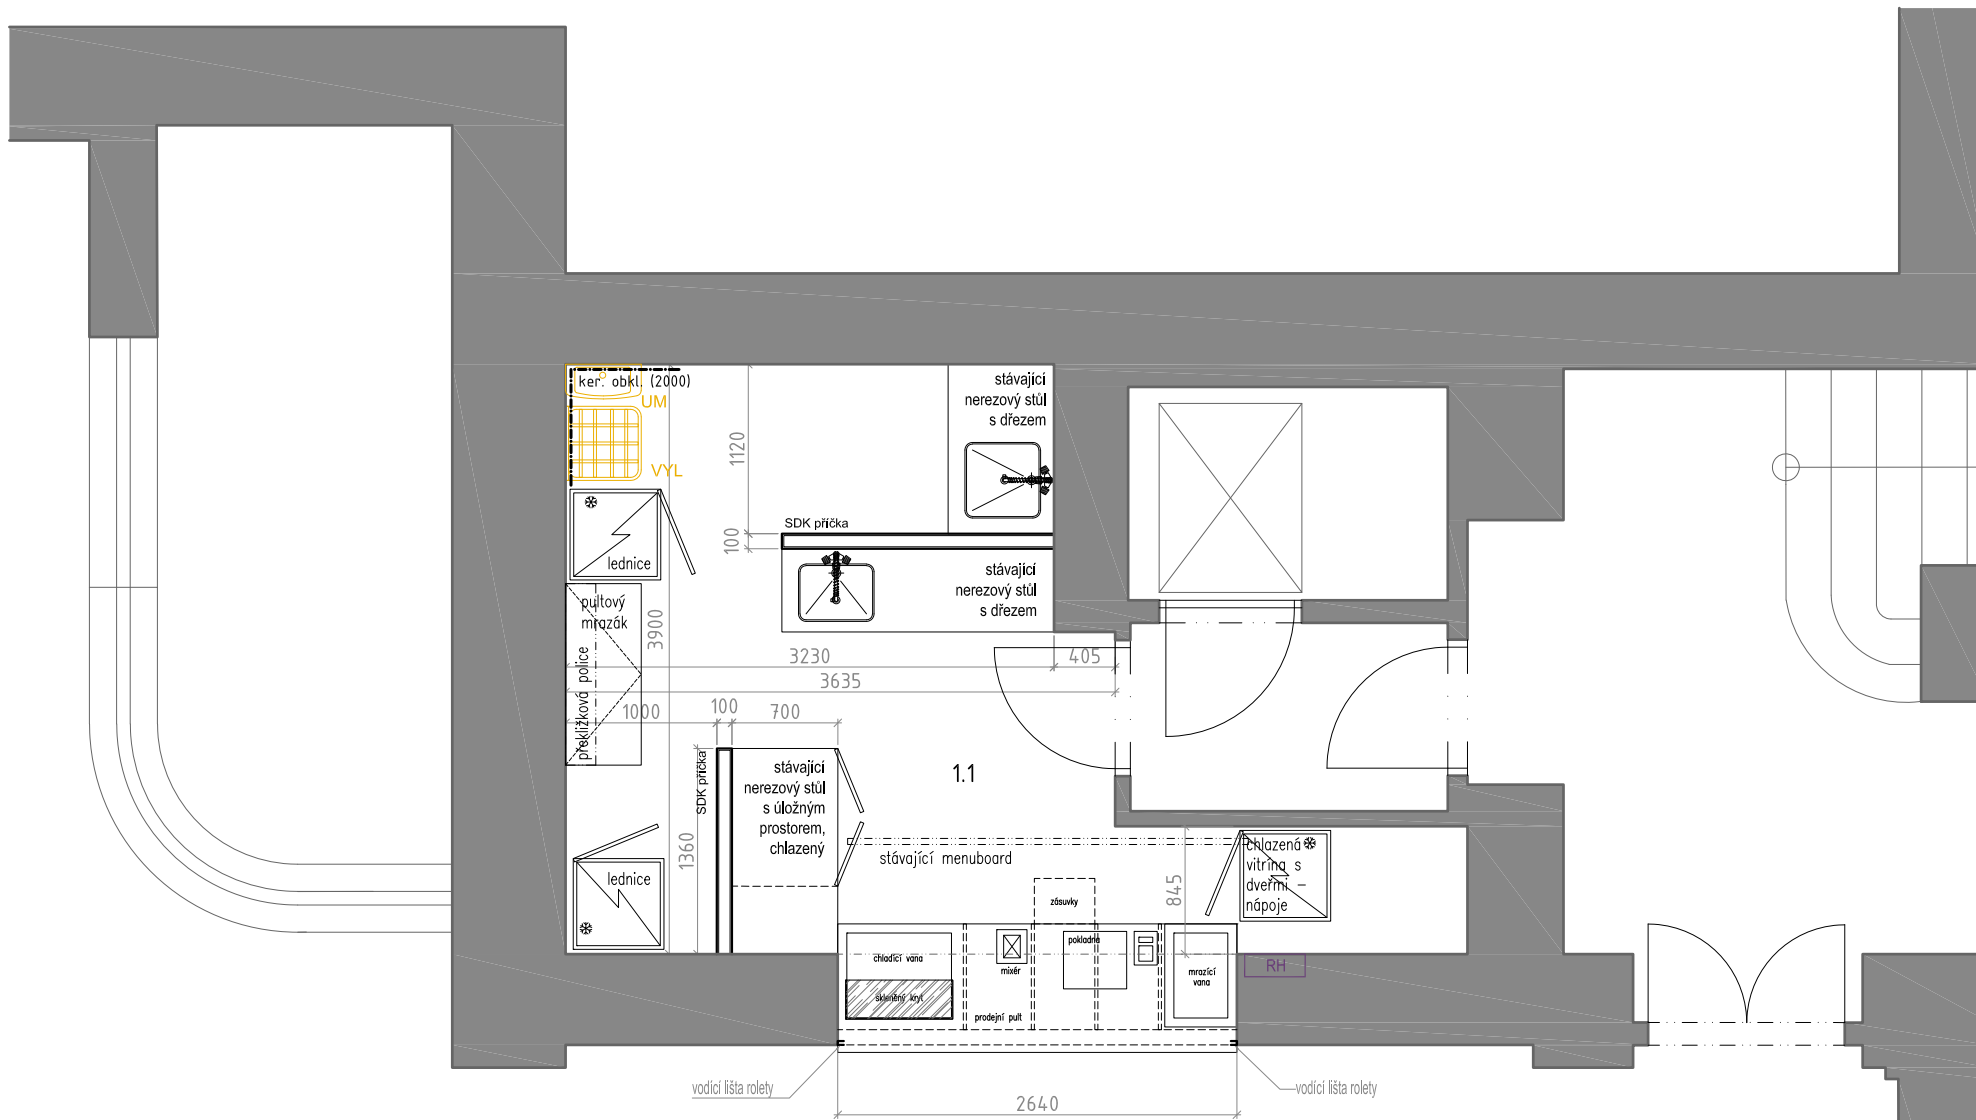 ker. obkl. (2000)
UM
VYL
lednice
pultový
mrazák
překližková police
3900
1120
100
SDK příčka
stávající
nerezový stůl
s dřezem
stávající
nerezový stůl
s dřezem
3230
405
3635
1000
100
700
SDK příčka
1360
stávající
nerezový stůl
s úložným
prostorem,
chlazený
1.1
stávající menuboard
lednice
845
chlazená
vitrína s
dveřmi –
nápoje
zásuvky
chladící vana
skleněný kryt
mixér
pokladna
prodejní pult
mrazící
vana
RH
vodící lišta rolety
vodící lišta rolety
2640